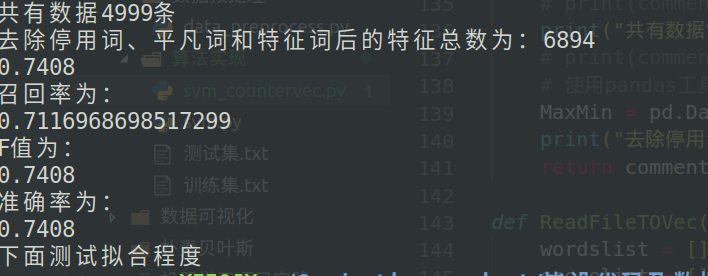 共有数据4999条
去除停用词、平凡词和特征词后的特征总数为：6894
0.7408
召回率为：
0.7116968698517299
F值为：
0.7408
准确率为：
0.7408
下面测试拟合程度
data_preprocess.py
算法实现
svm_countervec.py 1
测试集.txt
训练集.txt
数据可视化
贝叶斯
135 # print(commen
136 print("共有数据
137 # print(commen
138 # 使用pandas工具
139 MaxMin = pd.Da
140 print("去除停用
141 return comment
142
143 def ReadFileTOVec(
144 wordslist = []